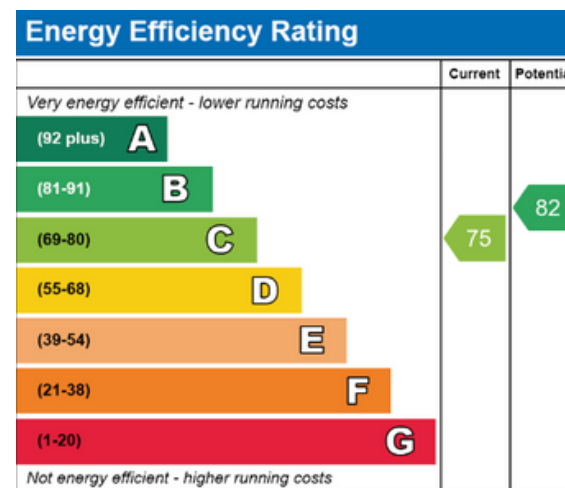 Energy Efficiency Rating
Current Potentia
Very energy efficient - lower running costs
(92 plus) A
(81-91) B
82
(69-80) C 75
(55-68) D
(39-54) E
(21-38) F
(1-20) G
Not energy efficient - higher running costs